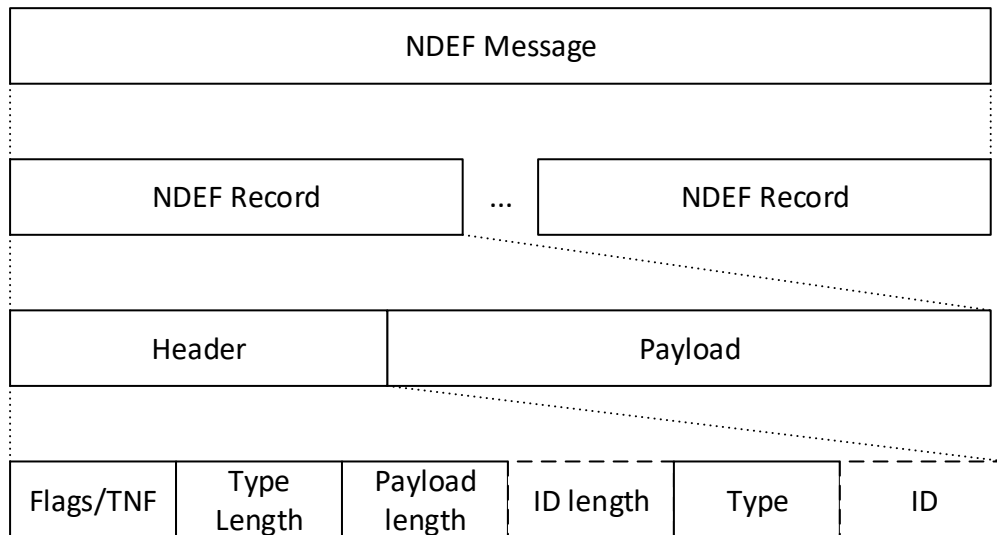 NDEF Message
NDEF Record ... NDEF Record
Header Payload
Flags/TNF Type Length Payload length ID length Type ID